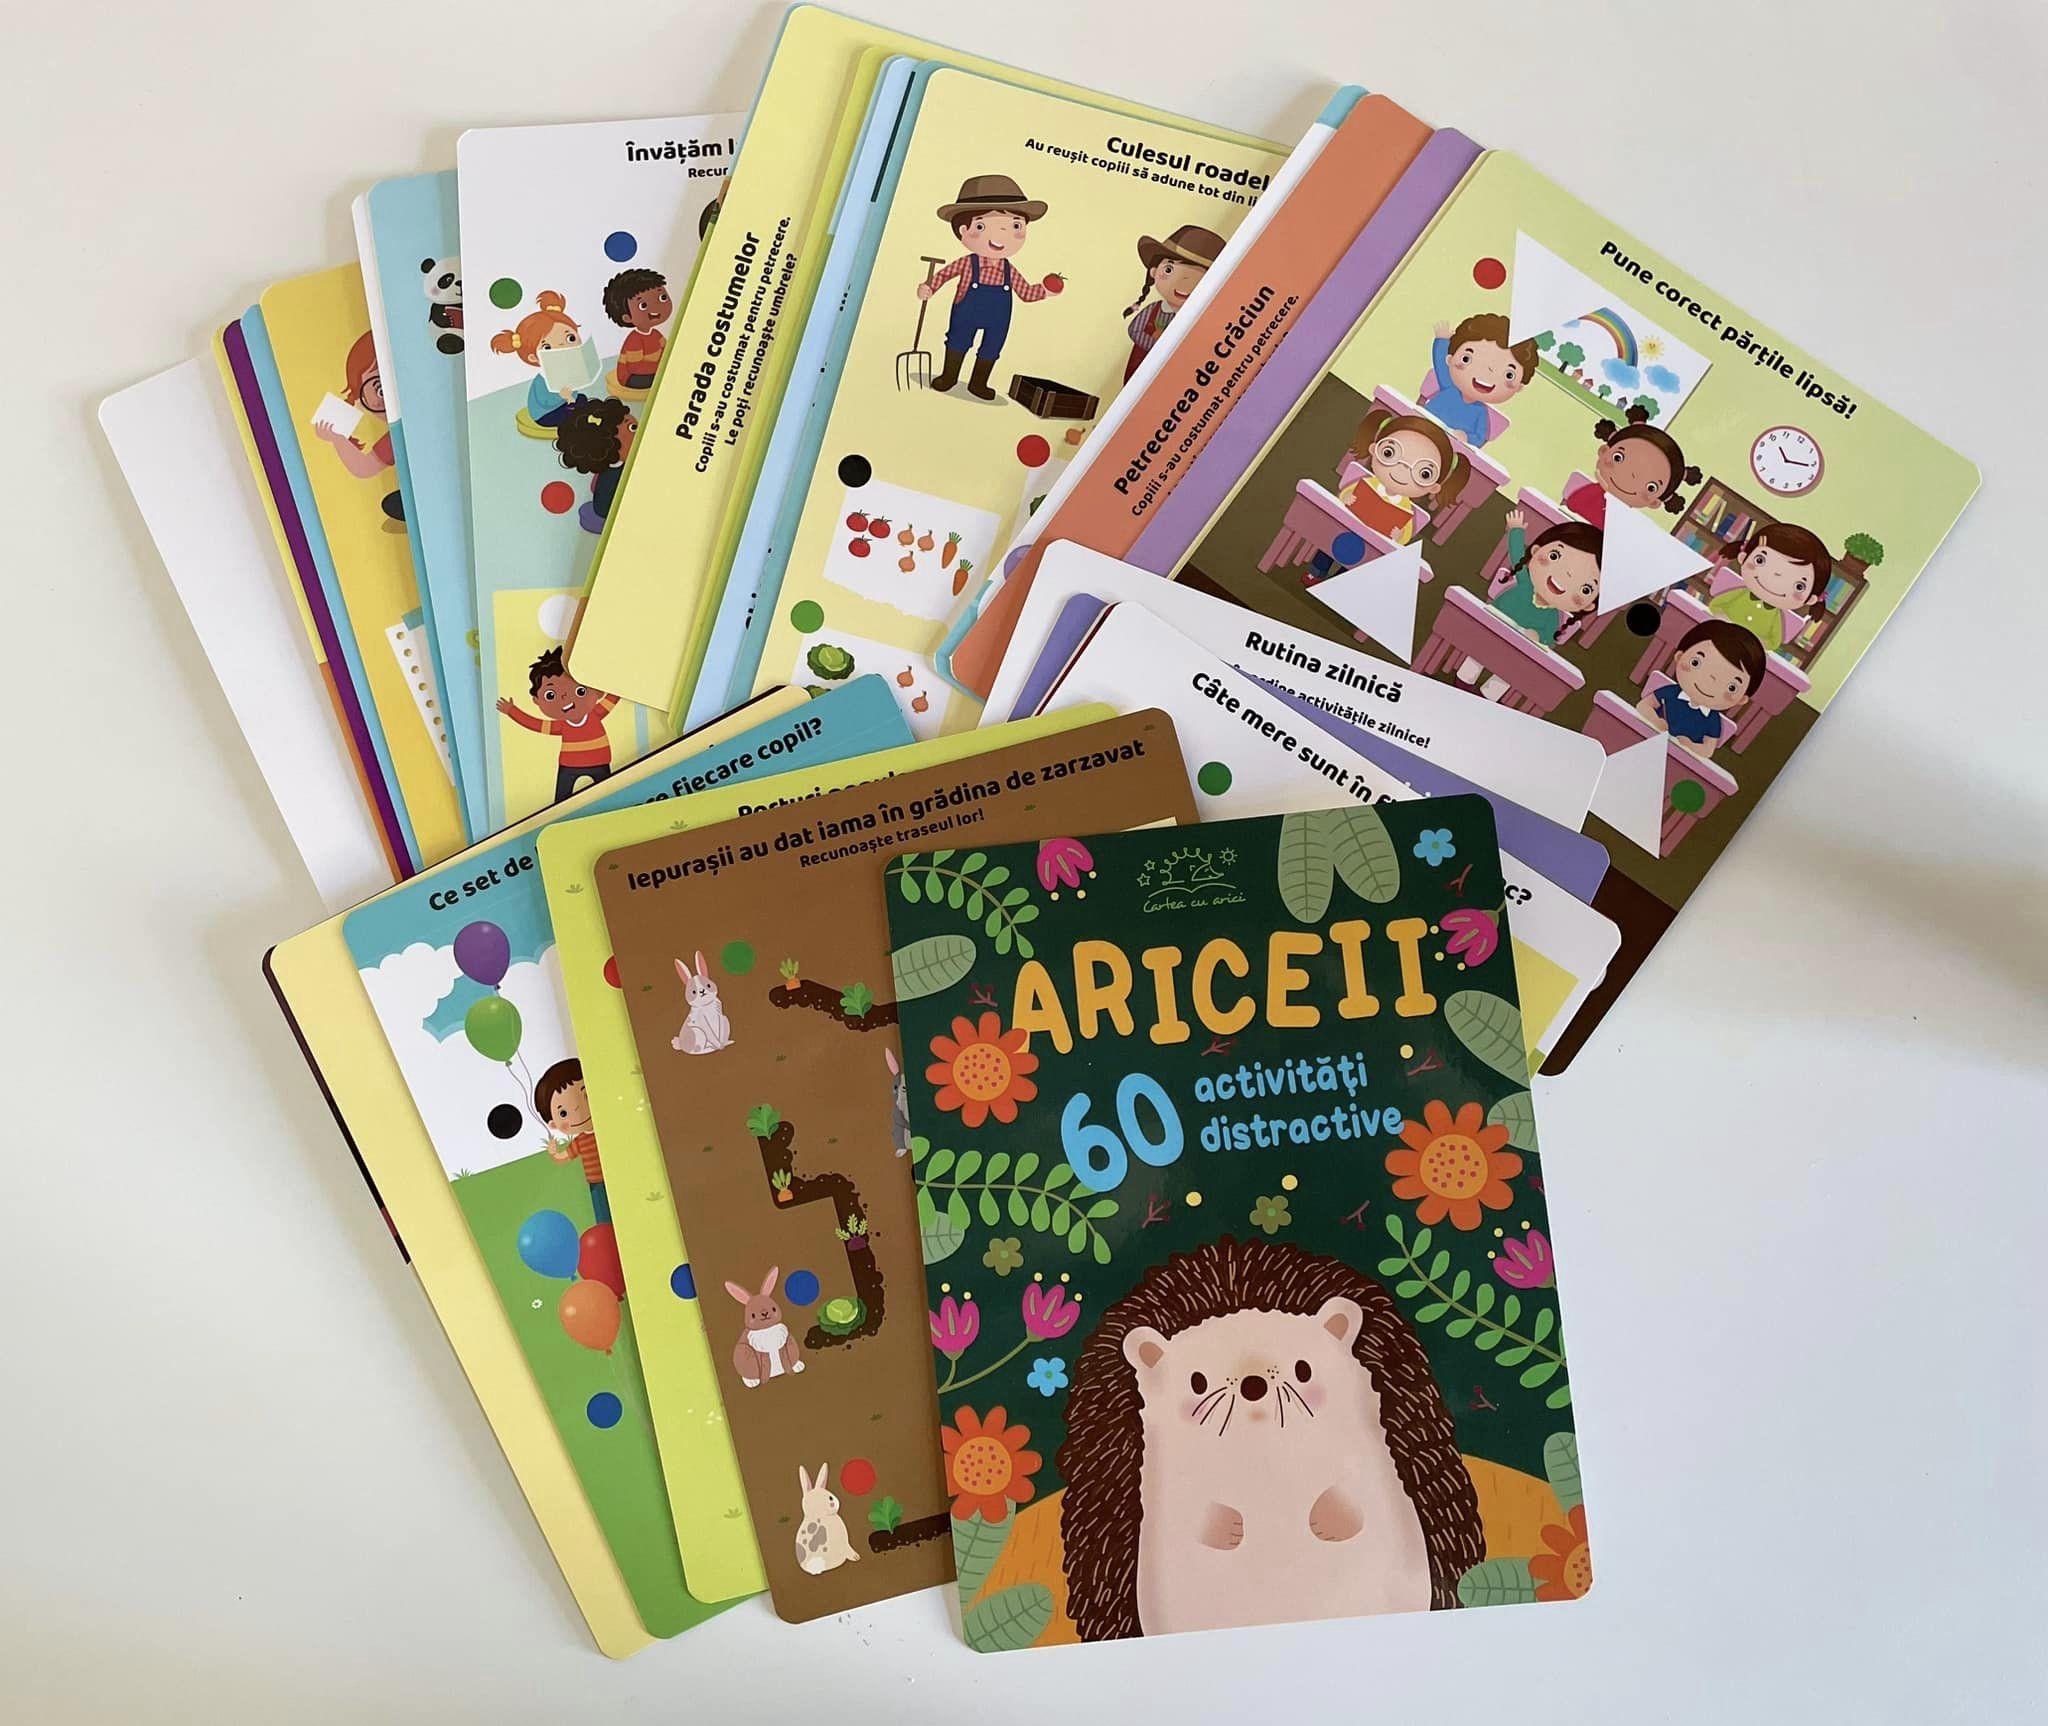 Învățăm
Parada costumelor
Copiii s-au costumat pentru petrecere.
Le poți recunoaște umbrele?
Culesul
Au reușit copiii să adune tot din
Petrecerea de Crăciun
Copiii s-au costumat pentru petrecere.
Pune corect părțile lipsă!
12
Rutina zilnică
activitățile zilnice!
Câte mere sunt în
Ce set de
fiecare copil?
Iepurașii au dat iama în grădina de zarzavat
Recunoaște traseul lor!
Cartea cu arici
ARICEII
60 activități
distractive